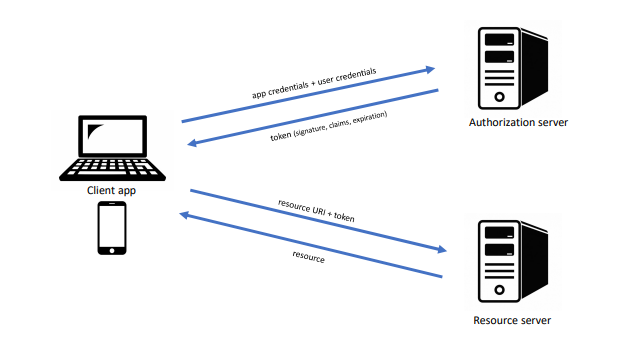 app credentials + user credentials
Authorization server
token (signature, claims, expiration)
Client app
resource URI + token
resource
Resource server